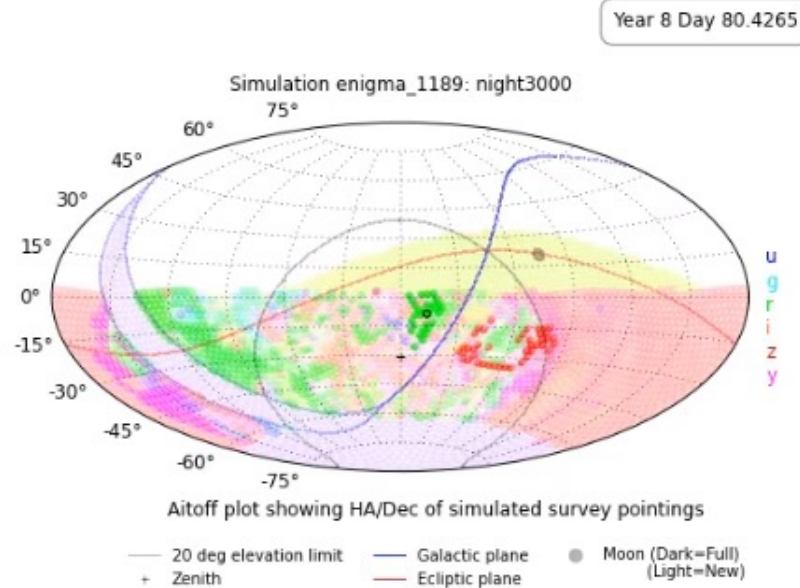 Year 8 Day 80.4265
Simulation enigma_1189: night3000
75°
60°
45°
30°
15°
0°
-15°
-30°
-45°
-60°
-75°
u
g
r
i
z
y
Aitoff plot showing HA/Dec of simulated survey pointings
20 deg elevation limit
Zenith
Galactic plane
Ecliptic plane
Moon (Dark=Full)
(Light=New)